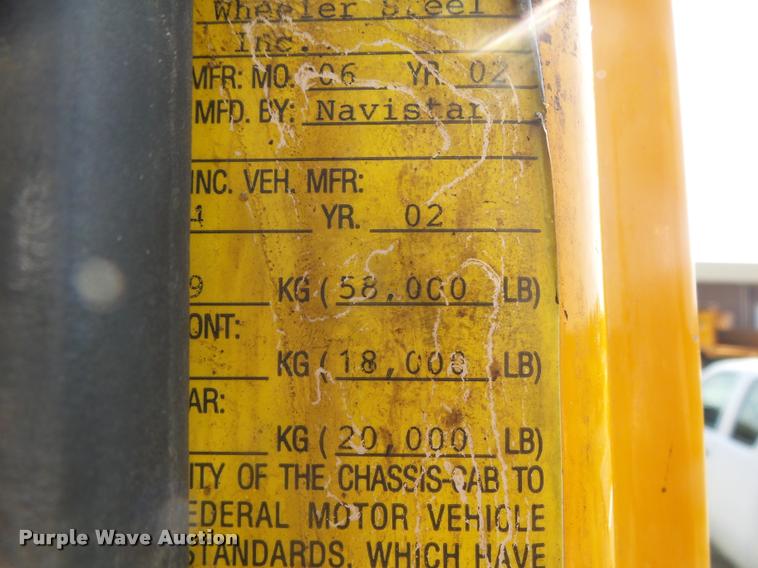 Wheeler Steel
Inc.
MFR: MO. 06 YR. 02
MFD. BY: Navistar
INC. VEH. MFR:
4 YR. 02
9 KG (58,000 LB)
ONT:
KG (18,000 LB)
AR:
KG (20,000 LB)
ITY OF THE CHASSIS-CAB TO
EDERAL MOTOR VEHICLE
STANDARDS, WHICH HAVE
Purple Wave Auction